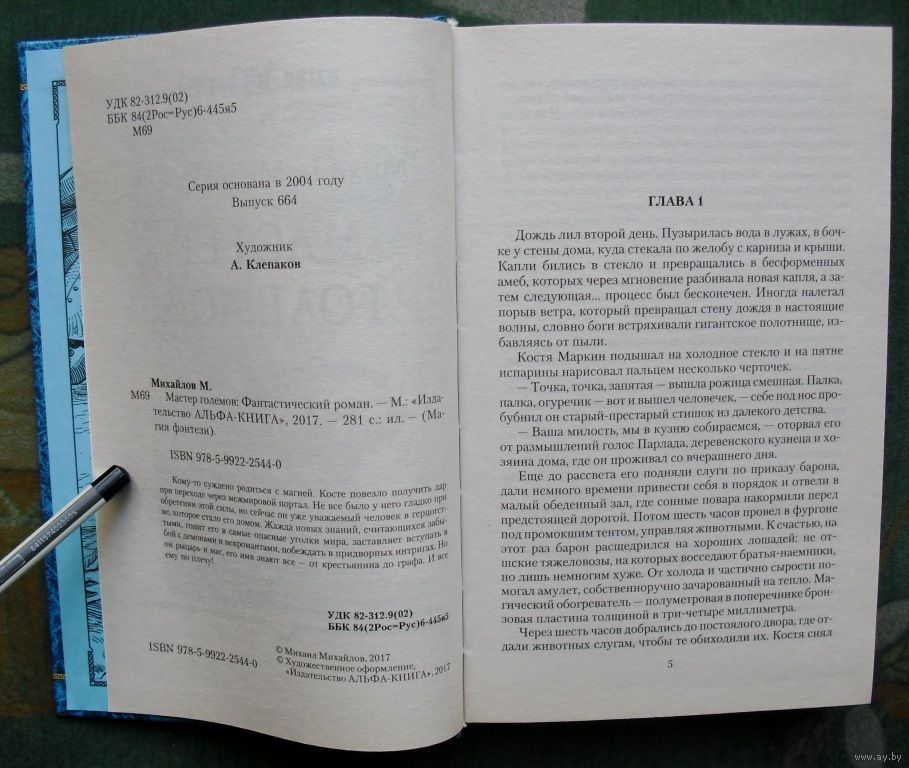 УДК 82-312.9(02)
ББК 84(2Рос=Рус)6-445я5
М69
Серия основана в 2004 году
Выпуск 664
Художник
А. Клепаков
Михайлов М.
М69 Мастер големов: Фантастический роман. — М.: «Изда-
тельство АЛЬФА-КНИГА», 2017. — 281 с.: ил. — (Ма-
гия фэнтези).
ISBN 978-5-9922-2544-0
Кому-то суждено родиться с магией. Косте повезло получить дар
при переходе через межмировой портал. Не все было у него гладко при
обретении этой силы, но сейчас он уже уважаемый человек в герцогст-
ве, которое стало его домом. Жажда новых знаний, считающихся забы-
тыми, гонит его в самые опасные уголки мира, заставляет вступать в
бой с демонами и некромантами, побеждать в придворных интригах. Но
он рыцарь и маг, его имя знают все — от крестьянина до графа. И все
ему по плечу!
УДК 82-312.9(02)
ББК 84(2Рос=Рус)6-445я5
© Михаил Михайлов, 2017
© Художественное оформление,
ISBN 978-5-9922-2544-0 «Издательство АЛЬФА-КНИГА», 2017
ГЛАВА 1
Дождь лил второй день. Пузырилась вода в лужах, в боч-
ке у стены дома, куда стекала по желобу с карниза и крыши.
Капли бились в стекло и превращались в бесформенных
амеб, которых через мгновение разбивала новая капля, а за-
тем следующая... процесс был бесконечен. Иногда налетал
порыв ветра, который превращал стену дождя в настоящие
волны, словно боги встряхивали гигантское полотнище, из-
бавляясь от пыли.
Костя Маркин подышал на холодное стекло и на пятне
испарины нарисовал пальцем несколько черточек.
— Точка, точка, запятая — вышла рожица смешная. Палка,
палка, огуречик — вот и вышел человечек, — себе под нос про-
бубнил он старый-престарый стишок из далекого детства.
— Ваша милость, мы в кузню собираемся, — оторвал его
от размышлений голос Парлада, деревенского кузнеца и хо-
зяина дома, где он проживал со вчерашнего дня.
Еще до рассвета его подняли слуги по приказу барона,
дали немного времени привести себя в порядок и отвели в
малый обеденный зал, где сонные повара накормили перед
предстоящей дорогой. Потом шесть часов провел в фургоне
под промокшим тентом, управляя животными. К счастью, на
этот раз барон расщедрился на хороших лошадей: не от-
шские тяжеловозы, на которых восседают братья-наемники,
но лишь немногим хуже. От холода и частично сырости по-
могал амулет, собственноручно зачарованный на тепло. Ма-
гический обогреватель — полуметровая в поперечнике брон-
зовая пластина толщиной в три-четыре миллиметра.
Через шесть часов добрались до постоялого двора, где от-
дали животных слугам, чтобы те обиходили их. Костя снял
5
www.ay.by